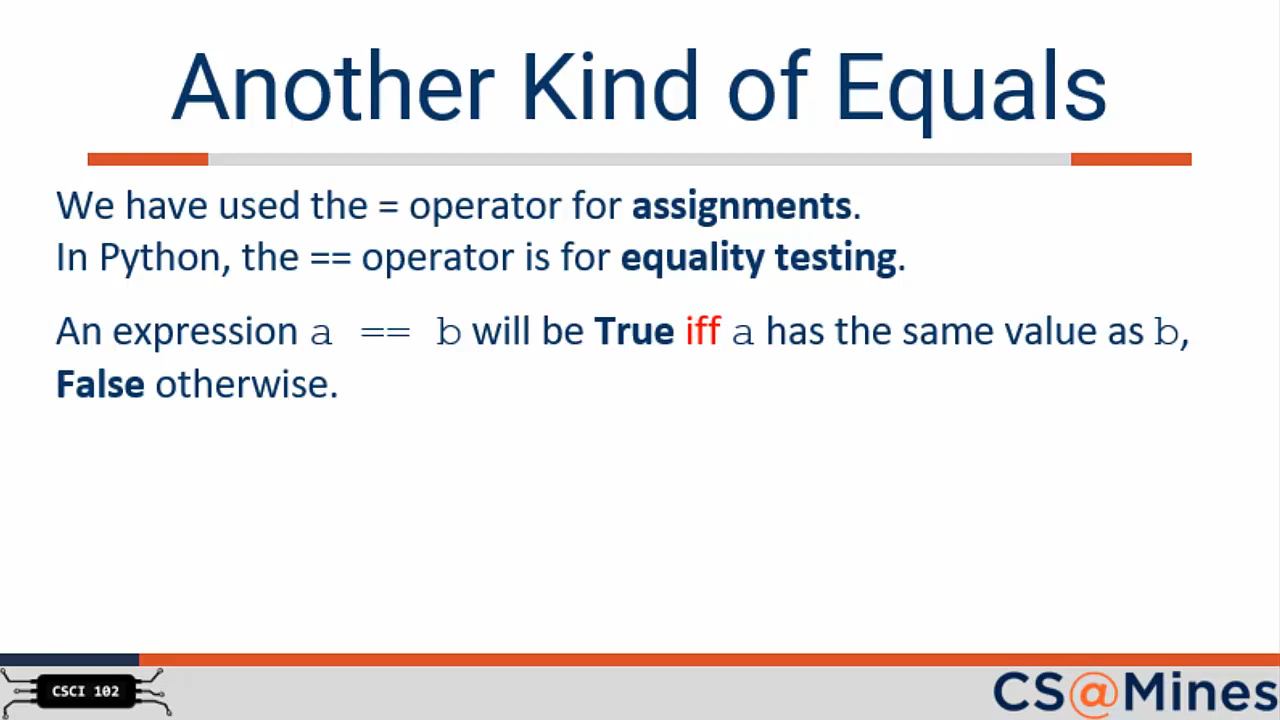 Another Kind of Equals
We have used the = operator for assignments.
In Python, the == operator is for equality testing.
An expression a == b will be True iff a has the same value as b,
False otherwise.
CSCI 102
CS@Mines